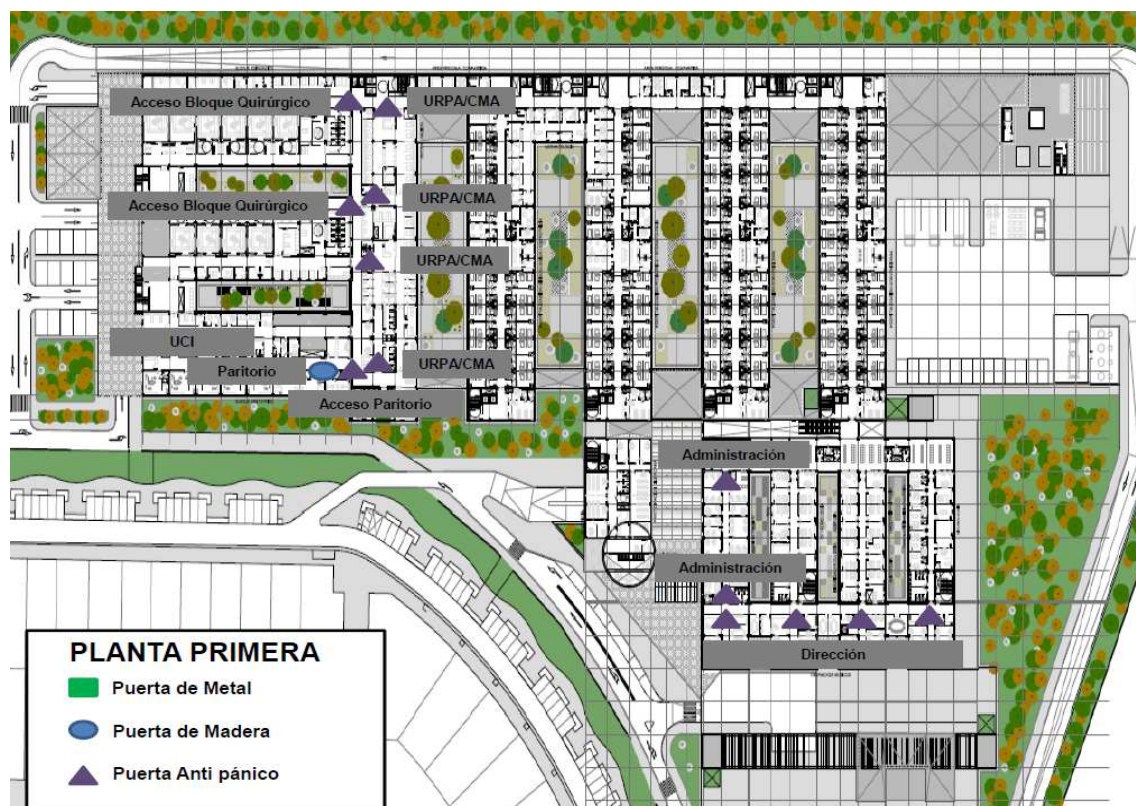 Acceso Bloque Quirúrgico
URPA/CMA
Acceso Bloque Quirúrgico
URPA/CMA
URPA/CMA
UCI
Paritorio
URPA/CMA
Acceso Paritorio
Administración
Administración
Dirección
PLANTA PRIMERA
Puerta de Metal
Puerta de Madera
Puerta Anti pánico